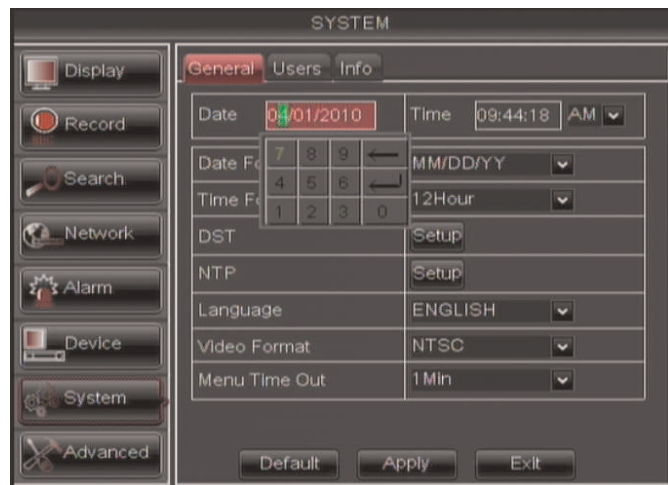 SYSTEM
Display
Record
Search
Network
Alarm
Device
System
Advanced
General Users Info
Date 04/01/2010 Time 09:44:18 AM
7 8 9
4 5 6
1 2 3 0
Date Fo MM/DD/YY
Time Fo 12Hour
DST Setup
NTP Setup
Language ENGLISH
Video Format NTSC
Menu Time Out 1Min
Default Apply Exit